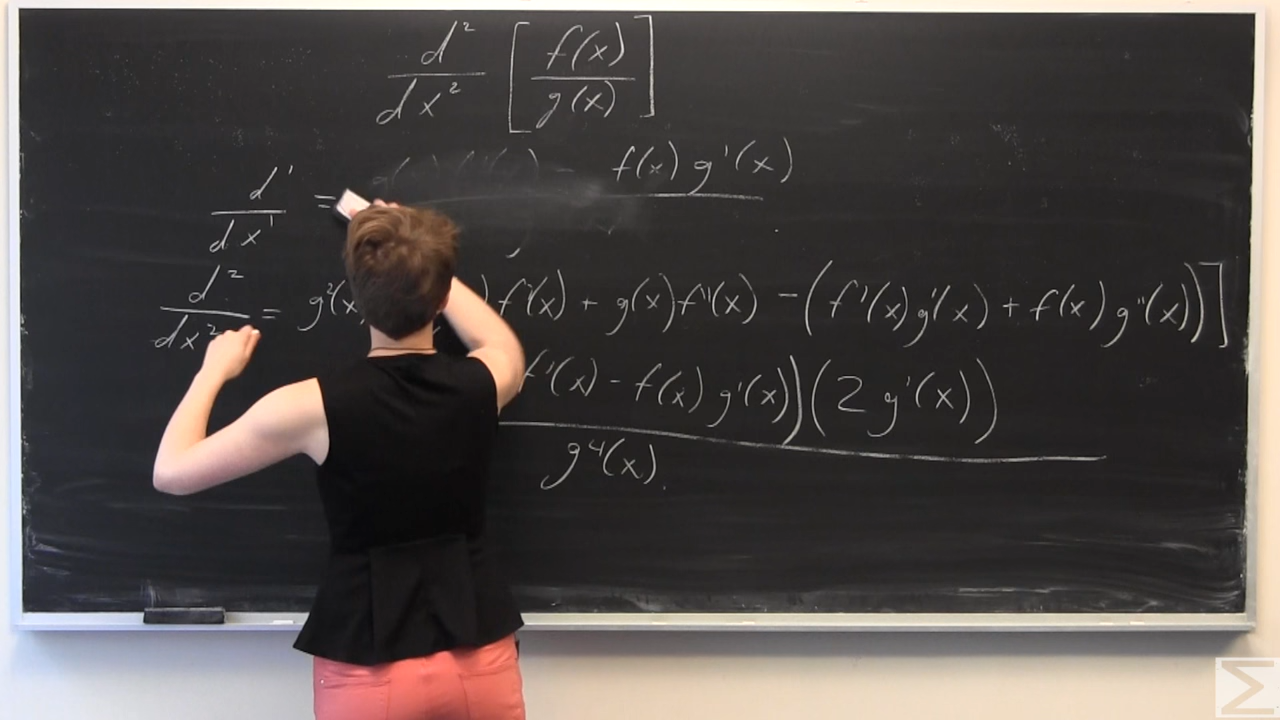 d²/dx² [f(x)/g(x)]
d'/dx' = − f(x) g'(x)
d²/dx² = g²(x f'(x) + g(x) f''(x) − (f'(x) g'(x) + f(x) g''(x))]
f'(x) − f(x) g'(x))(2 g'(x))
g⁴(x)
Σ